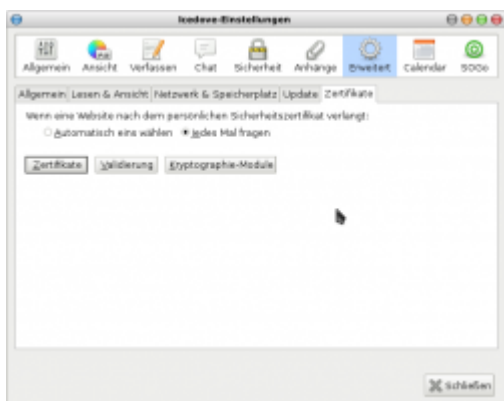 Icedove-Einstellungen
Allgemein Ansicht Verfassen Chat Sicherheit Anhänge Erweitert Calendar SOGo
Allgemein Lesen & Ansicht Netzwerk & Speicherplatz Update Zertifikate
Wenn eine Website nach dem persönlichen Sicherheitszertifikat verlangt:
Automatisch eins wählen Jedes Mal fragen
Zertifikate Validierung Kryptographie-Module
Schließen